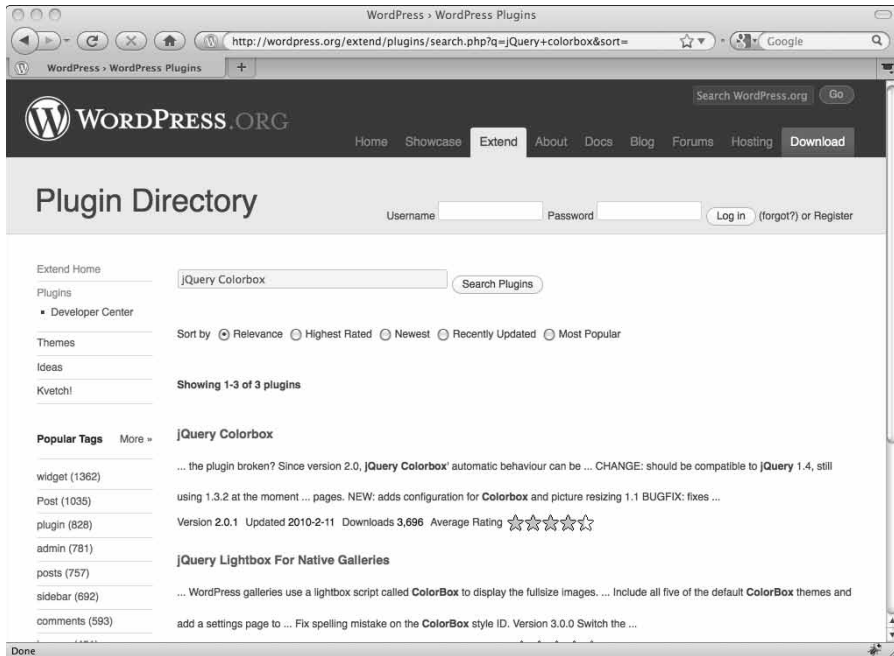 WordPress › WordPress Plugins
http://wordpress.org/extend/plugins/search.php?q=jQuery+colorbox&sort=
Google
WordPress › WordPress Plugins
+
Search WordPress.org Go
WORDPRESS.ORG
Home Showcase Extend About Docs Blog Forums Hosting Download
Plugin Directory
Username Password Log in (forgot?) or Register
Extend Home
Plugins
▪ Developer Center
Themes
Ideas
Kvetch!
Popular Tags More »
widget (1362)
Post (1035)
plugin (828)
admin (781)
posts (757)
sidebar (692)
comments (593)
jQuery Colorbox Search Plugins
Sort by Relevance Highest Rated Newest Recently Updated Most Popular
Showing 1-3 of 3 plugins
jQuery Colorbox
... the plugin broken? Since version 2.0, jQuery Colorbox' automatic behaviour can be ... CHANGE: should be compatible to jQuery 1.4, still
using 1.3.2 at the moment ... pages. NEW: adds configuration for Colorbox and picture resizing 1.1 BUGFIX: fixes ...
Version 2.0.1 Updated 2010-2-11 Downloads 3,696 Average Rating
jQuery Lightbox For Native Galleries
... WordPress galleries use a lightbox script called ColorBox to display the fullsize images. ... Include all five of the default ColorBox themes and
add a settings page to ... Fix spelling mistake on the ColorBox style ID. Version 3.0.0 Switch the ...
Done